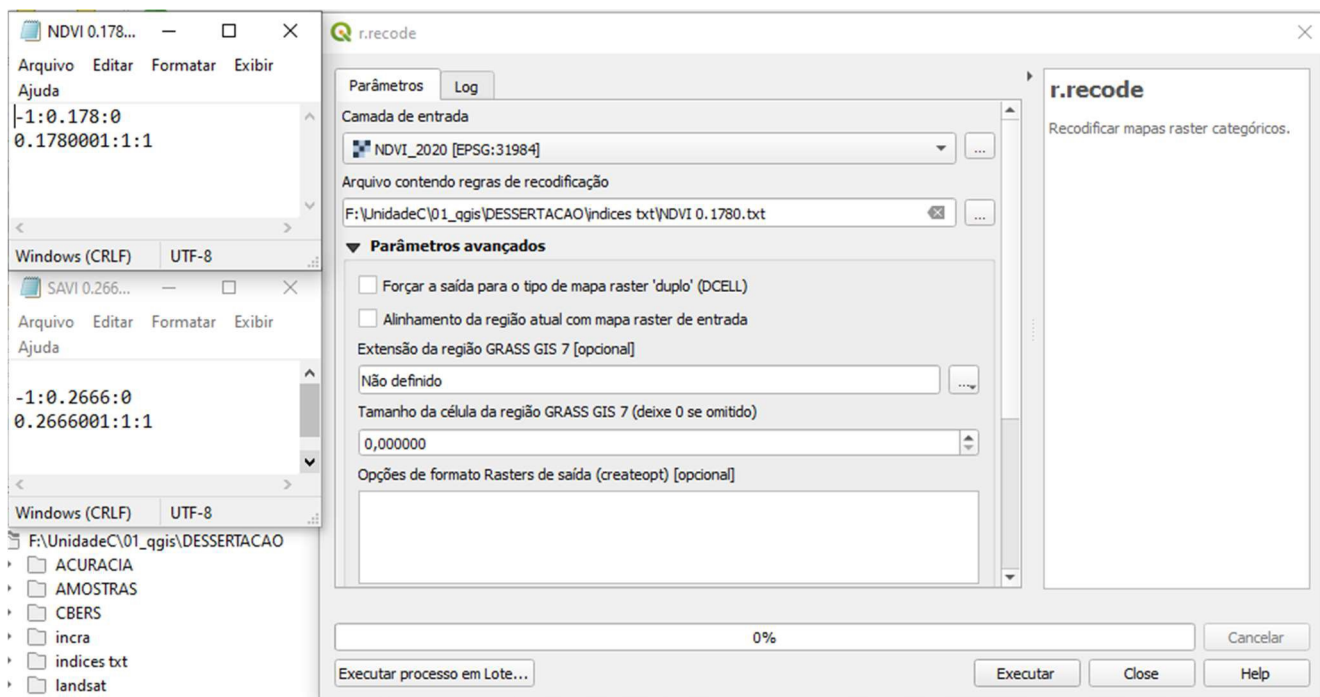 NDVI 0.178...
Arquivo Editar Formatar Exibir
Ajuda
-1:0.178:0
0.1780001:1:1
Windows (CRLF) UTF-8
SAVI 0.266...
Arquivo Editar Formatar Exibir
Ajuda
-1:0.2666:0
0.2666001:1:1
Windows (CRLF) UTF-8
F:\UnidadeC\01_qgis\DESSERTACAO
ACURACIA
AMOSTRAS
CBERS
incra
indices txt
landsat
r.recode
Parâmetros Log
Camada de entrada
NDVI_2020 [EPSG:31984]
...
Arquivo contendo regras de recodificação
F:\UnidadeC\01_qgis\DESSERTACAO\indices txt\NDVI 0.1780.txt
...
Parâmetros avançados
Forçar a saída para o tipo de mapa raster 'duplo' (DCELL)
Alinhamento da região atual com mapa raster de entrada
Extensão da região GRASS GIS 7 [opcional]
Não definido
...
Tamanho da célula da região GRASS GIS 7 (deixe 0 se omitido)
0,000000
Opções de formato Rasters de saída (createopt) [opcional]
r.recode
Recodificar mapas raster categóricos.
0%
Cancelar
Executar processo em Lote...
Executar Close Help